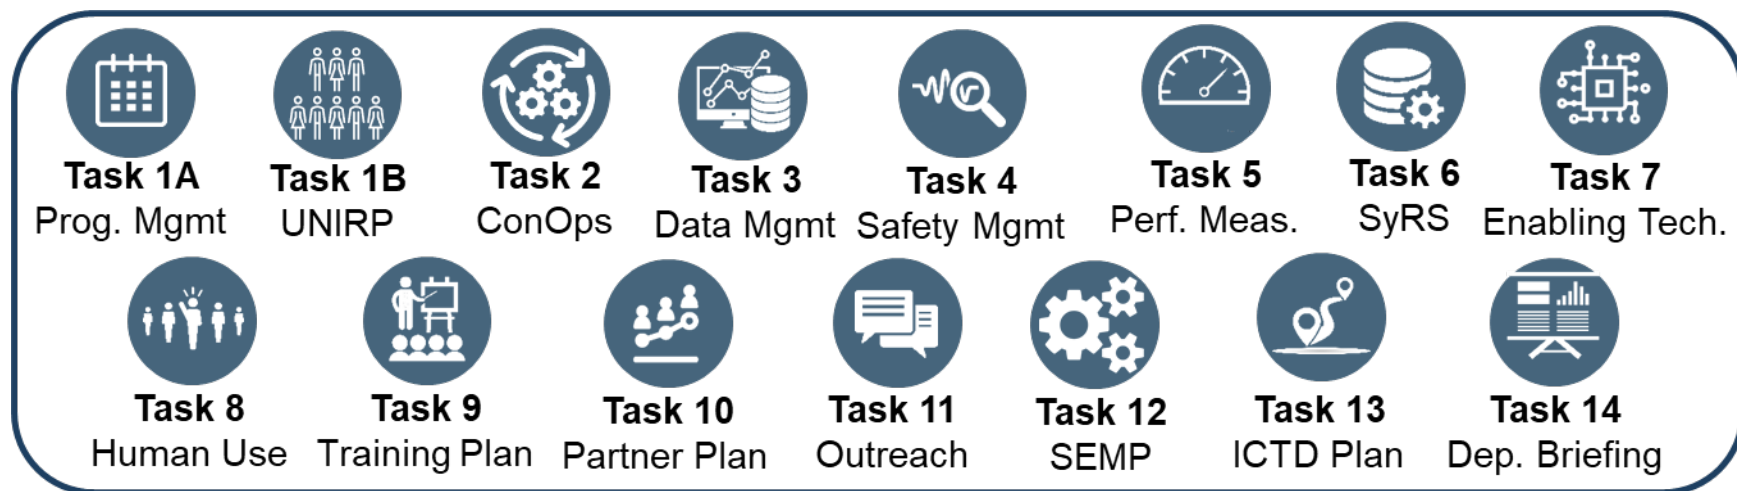 Task 1A
Prog. Mgmt
Task 1B
UNIRP
Task 2
ConOps
Task 3
Data Mgmt
Task 4
Safety Mgmt
Task 5
Perf. Meas.
Task 6
SyRS
Task 7
Enabling Tech.
Task 8
Human Use
Task 9
Training Plan
Task 10
Partner Plan
Task 11
Outreach
Task 12
SEMP
Task 13
ICTD Plan
Task 14
Dep. Briefing